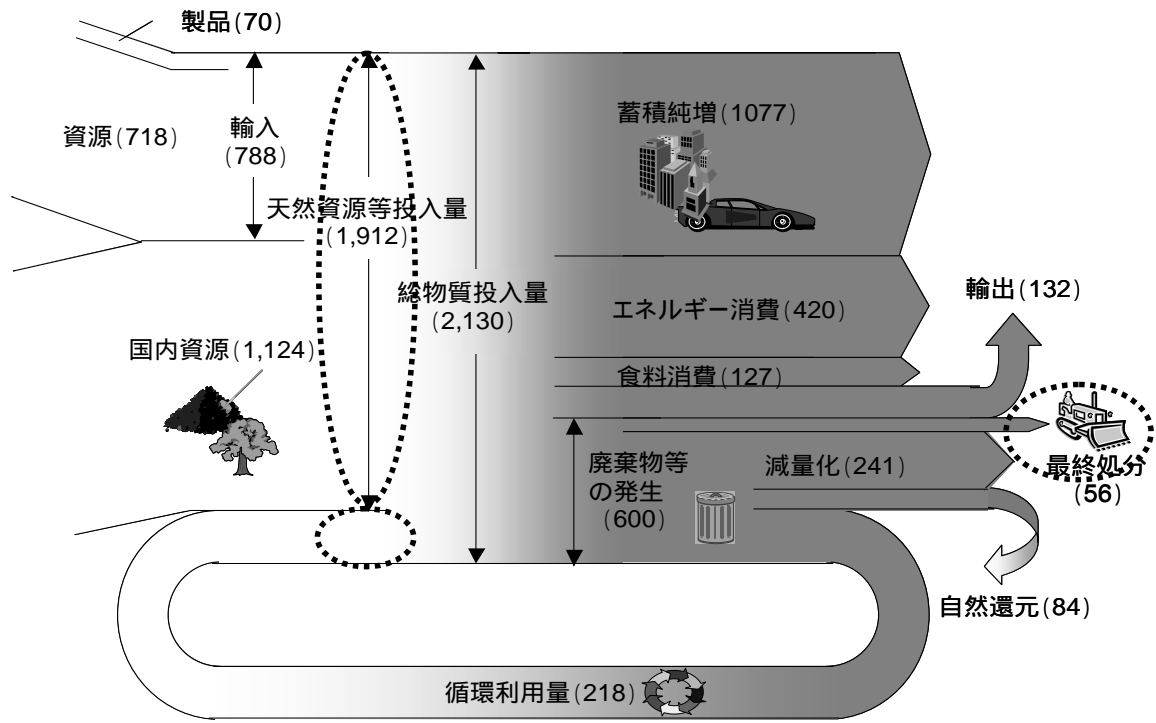 製品(70)
資源(718)
輸入
(788)
天然資源等投入量
(1,912)
総物質投入量
(2,130)
国内資源(1,124)
蓄積純増(1077)
エネルギー消費(420)
食料消費(127)
輸出(132)
廃棄物等
の発生
(600)
減量化(241)
最終処分
(56)
自然還元(84)
循環利用量(218)